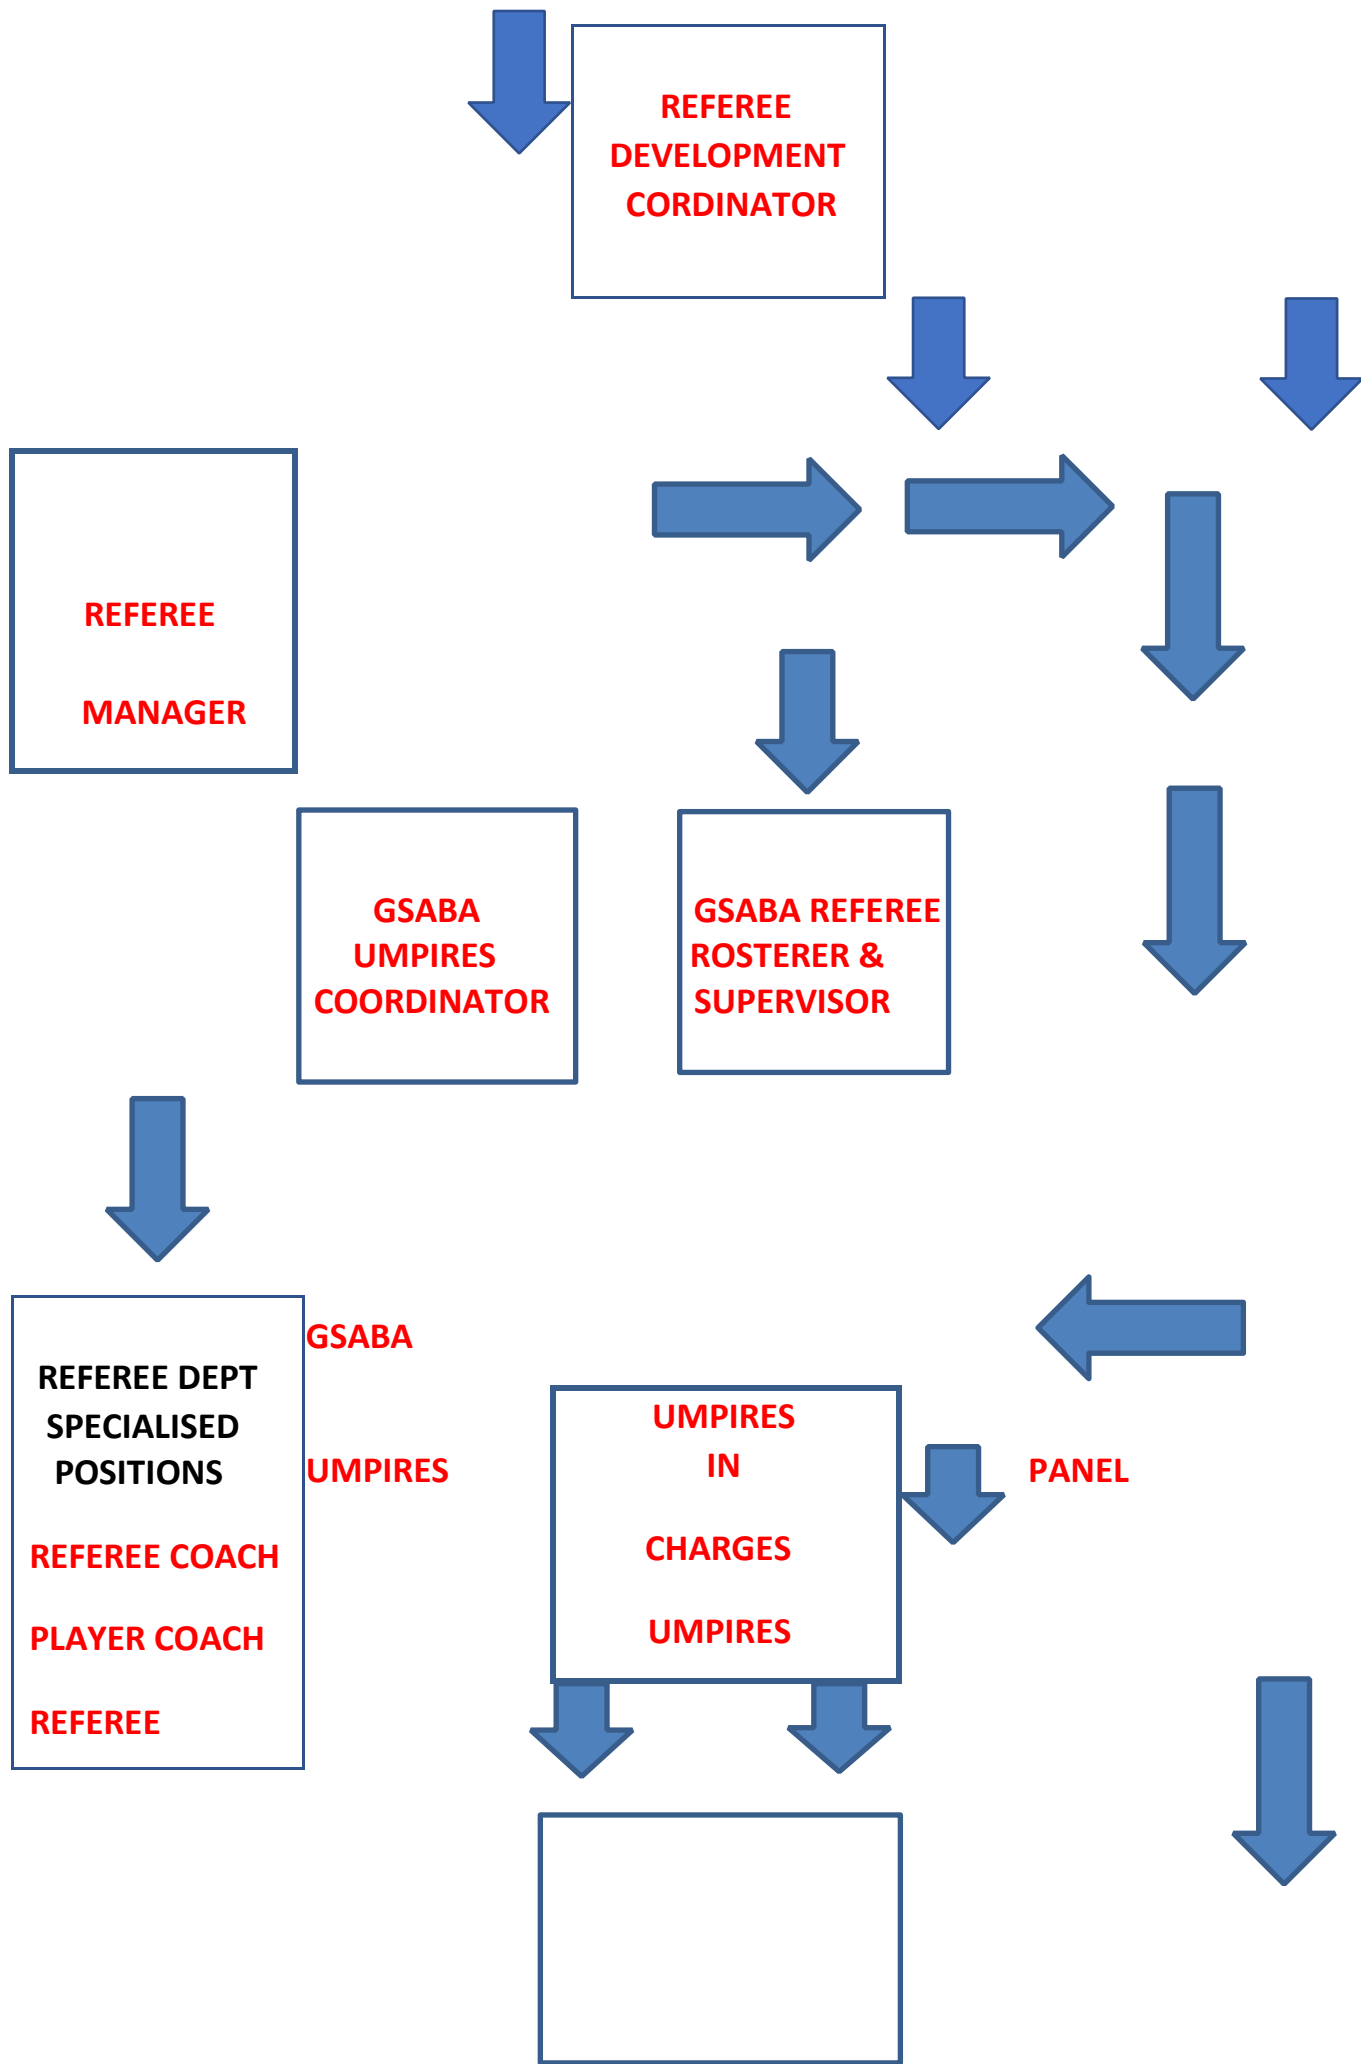 REFEREE
DEVELOPMENT
CORDINATOR
REFEREE
MANAGER
GSABA
UMPIRES
COORDINATOR
GSABA REFEREE
ROSTERER &
SUPERVISOR
REFEREE DEPT
SPECIALISED
POSITIONS
REFEREE COACH
PLAYER COACH
REFEREE
GSABA
UMPIRES
UMPIRES
IN
CHARGES
UMPIRES
PANEL